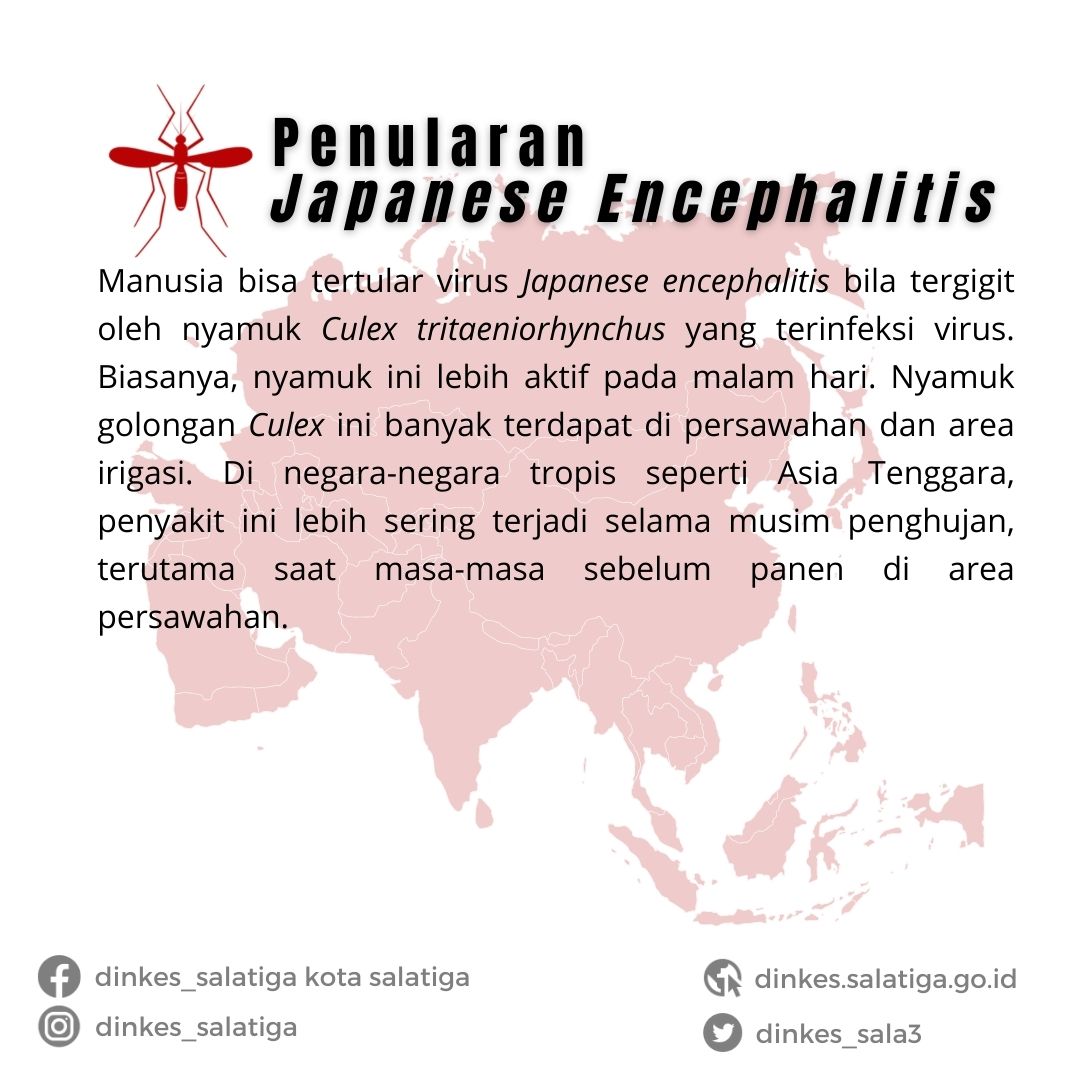 Penularan
Japanese Encephalitis
Manusia bisa tertular virus Japanese encephalitis bila tergigit
oleh nyamuk Culex tritaeniorhynchus yang terinfeksi virus.
Biasanya, nyamuk ini lebih aktif pada malam hari. Nyamuk
golongan Culex ini banyak terdapat di persawahan dan area
irigasi. Di negara-negara tropis seperti Asia Tenggara,
penyakit ini lebih sering terjadi selama musim penghujan,
terutama saat masa-masa sebelum panen di area
persawahan.
dinkes_salatiga kota salatiga
dinkes_salatiga
dinkes.salatiga.go.id
dinkes_sala3